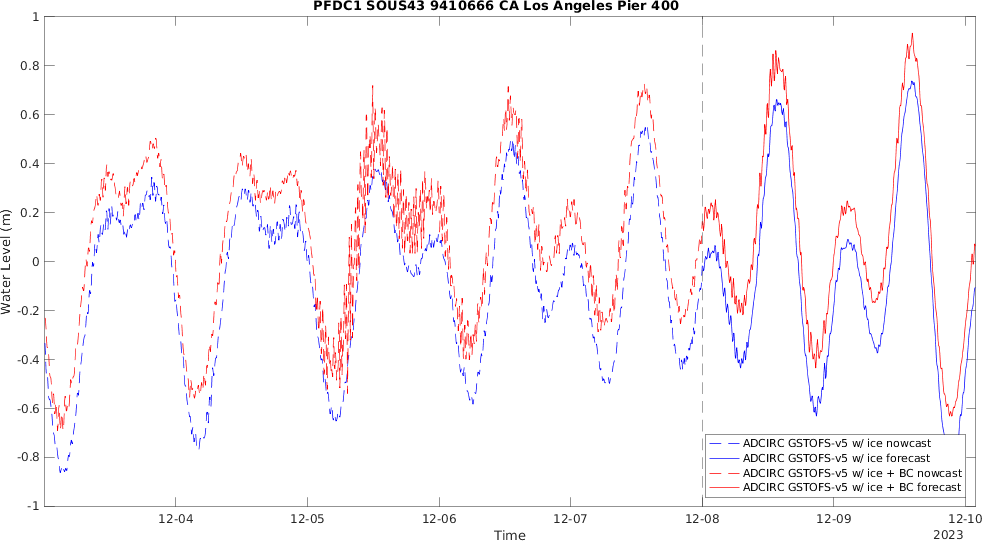 PFDC1 SOUS43 9410666 CA Los Angeles Pier 400
1
0.8
0.6
0.4
0.2
0
-0.2
-0.4
-0.6
-0.8
-1
Water Level (m)
ADCIRC GSTOFS-v5 w/ ice nowcast
ADCIRC GSTOFS-v5 w/ ice forecast
ADCIRC GSTOFS-v5 w/ ice + BC nowcast
ADCIRC GSTOFS-v5 w/ ice + BC forecast
12-04 12-05 12-06 12-07 12-08 12-09 12-10
Time
2023